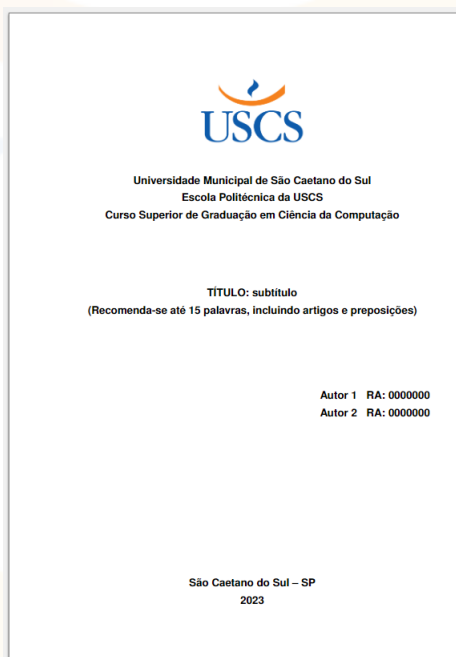 USCS
Universidade Municipal de São Caetano do Sul
Escola Politécnica da USCS
Curso Superior de Graduação em Ciência da Computação
TÍTULO: subtítulo
(Recomenda-se até 15 palavras, incluindo artigos e preposições)
Autor 1 RA: 0000000
Autor 2 RA: 0000000
São Caetano do Sul – SP
2023